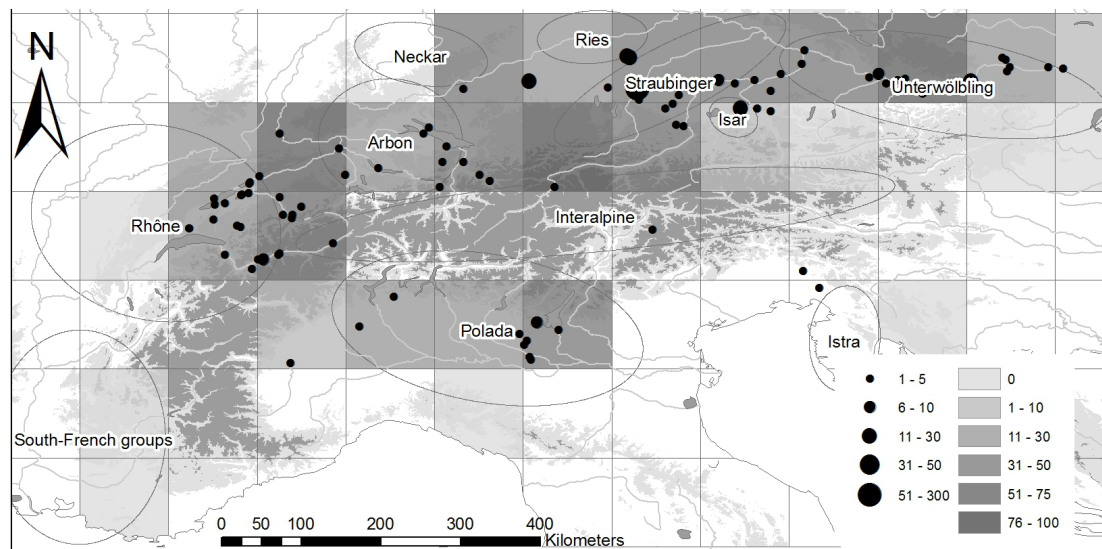 N
Neckar
Ries
Straubinger
Unterwölbling
Isar
Arbon
Rhône
Interalpine
Polada
Istra
South-French groups
0 50 100 200 300 400
Kilometers
1 - 5
6 - 10
11 - 30
31 - 50
51 - 300
0
1 - 10
11 - 30
31 - 50
51 - 75
76 - 100